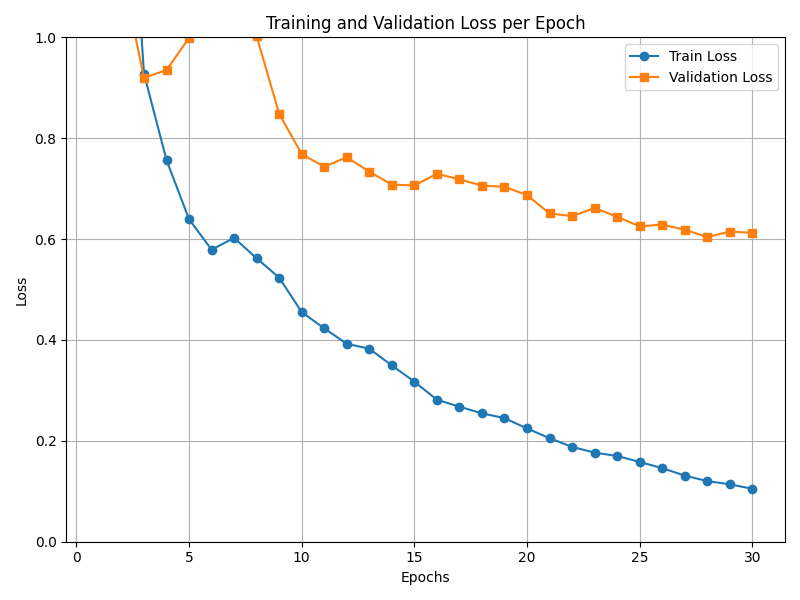 Training and Validation Loss per Epoch
Train Loss
Validation Loss
Loss
1.0
0.8
0.6
0.4
0.2
0.0
0 5 10 15 20 25 30
Epochs